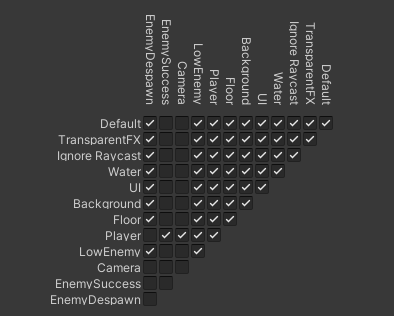 EnemyDespawn
EnemySuccess
Camera
LowEnemy
Player
Floor
Background
UI
Water
Ignore Raycast
TransparentFX
Default
Default
TransparentFX
Ignore Raycast
Water
UI
Background
Floor
Player
LowEnemy
Camera
EnemySuccess
EnemyDespawn